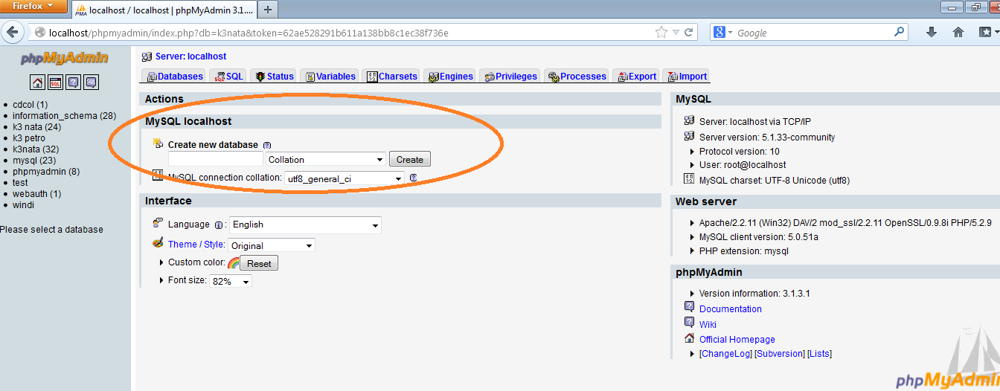 Firefox
localhost / localhost | phpMyAdmin 3.1....
localhost/phpmyadmin/index.php?db=k3nata&token=62ae528291b611a138bb8c1ec38f736e
Google
phpMyAdmin
SQL
cdcol (1)
information_schema (28)
k3 nata (24)
k3 petro
k3nata (32)
mysql (23)
phpmyadmin (8)
test
webauth (1)
windi
Please select a database
Server: localhost
Databases SQL Status Variables Charsets Engines Privileges Processes Export Import
Actions
MySQL localhost
Create new database
Collation Create
MySQL connection collation: utf8_general_ci
Interface
Language : English
Theme / Style: Original
Custom color: Reset
Font size: 82%
MySQL
Server: localhost via TCP/IP
Server version: 5.1.33-community
Protocol version: 10
User: root@localhost
MySQL charset: UTF-8 Unicode (utf8)
Web server
Apache/2.2.11 (Win32) DAV/2 mod_ssl/2.2.11 OpenSSL/0.9.8i PHP/5.2.9
MySQL client version: 5.0.51a
PHP extension: mysql
phpMyAdmin
Version information: 3.1.3.1
Documentation
Wiki
Official Homepage
[ChangeLog] [Subversion] [Lists]
phpMyAdmin